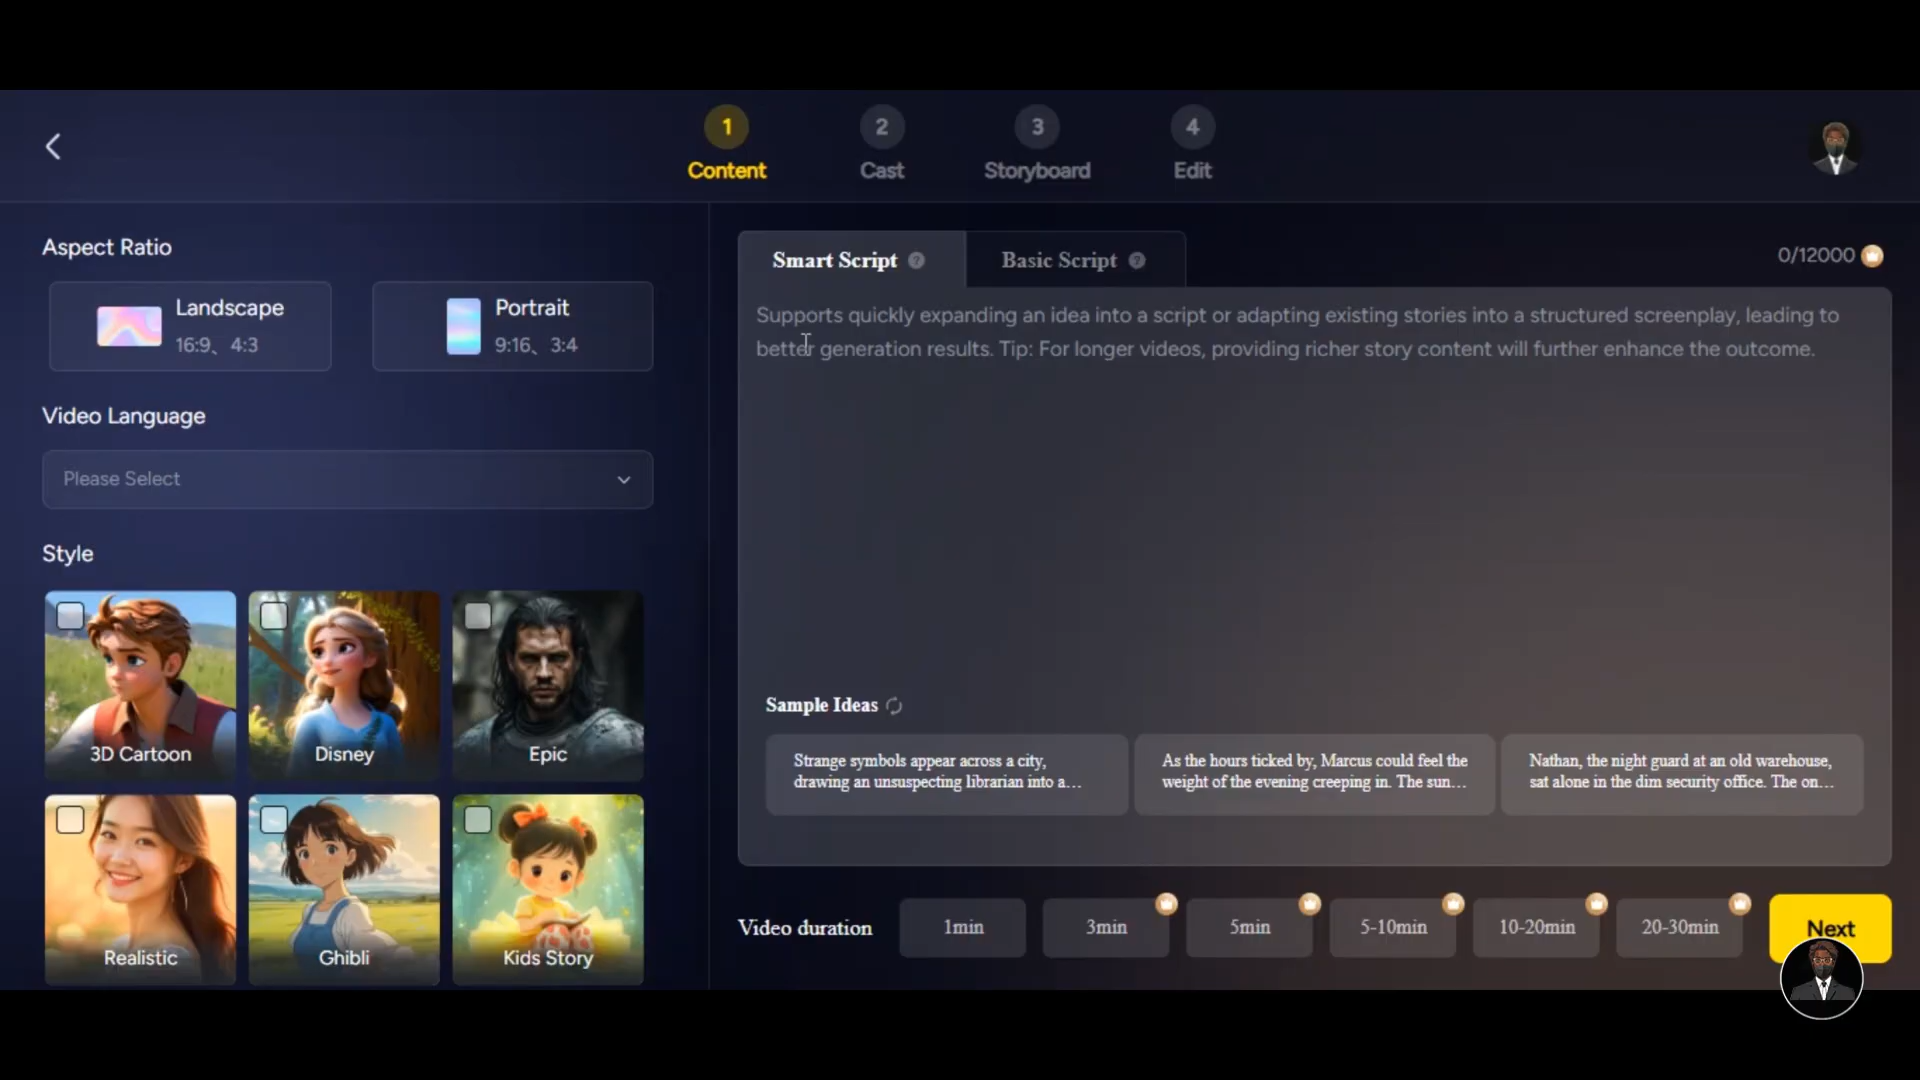 1
Content
2
Cast
3
Storyboard
4
Edit
Aspect Ratio
Landscape
16:9、4:3
Portrait
9:16、3:4
Video Language
Please Select
Style
3D Cartoon
Disney
Epic
Realistic
Ghibli
Kids Story
Smart Script ?
Basic Script ?
0/12000
Supports quickly expanding an idea into a script or adapting existing stories into a structured screenplay, leading to
better generation results. Tip: For longer videos, providing richer story content will further enhance the outcome.
Sample Ideas
Strange symbols appear across a city,
drawing an unsuspecting librarian into a…
As the hours ticked by, Marcus could feel the
weight of the evening creeping in. The sun…
Nathan, the night guard at an old warehouse,
sat alone in the dim security office. The on…
Video duration
1min
3min
5min
5-10min
10-20min
20-30min
Next